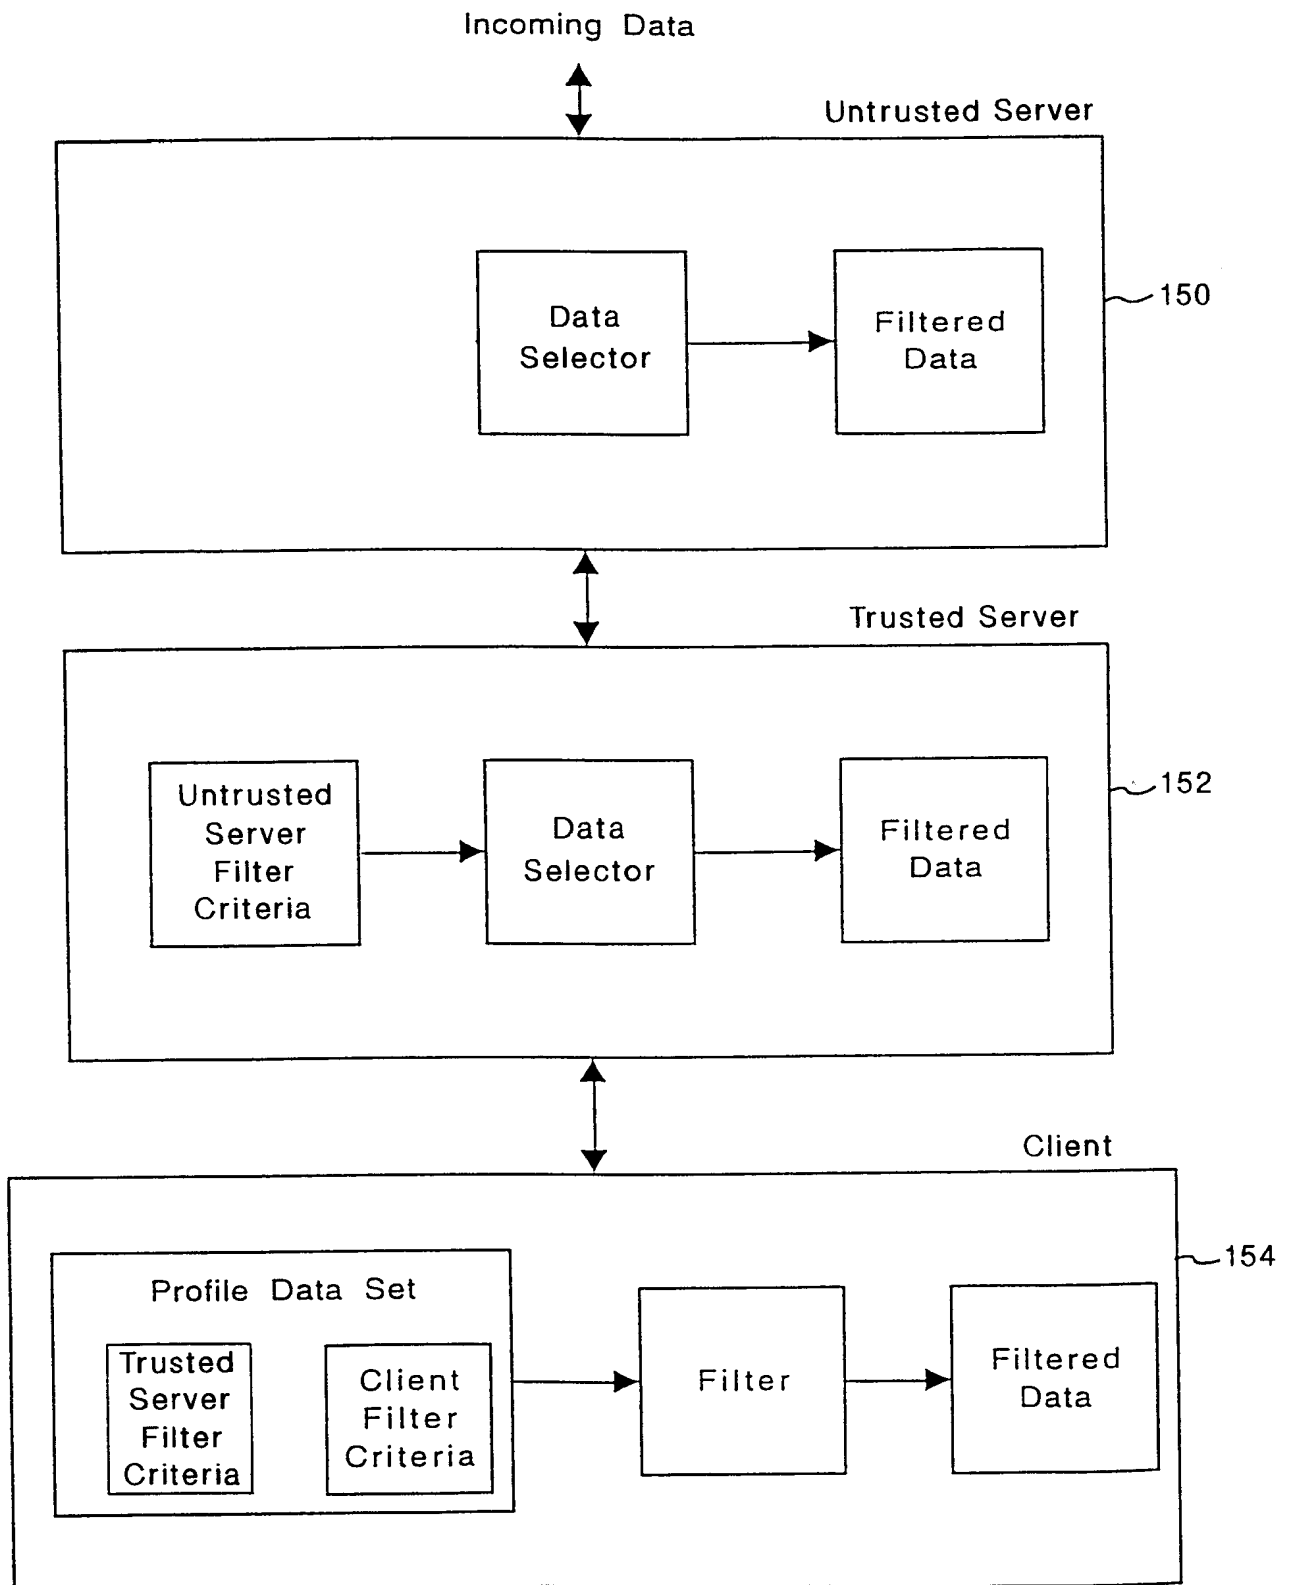 Incoming Data
Untrusted Server
Data
Selector
Filtered
Data
150
Trusted Server
Untrusted
Server
Filter
Criteria
Data
Selector
Filtered
Data
152
Client
Profile Data Set
Trusted
Server
Filter
Criteria
Client
Filter
Criteria
Filter
Filtered
Data
154